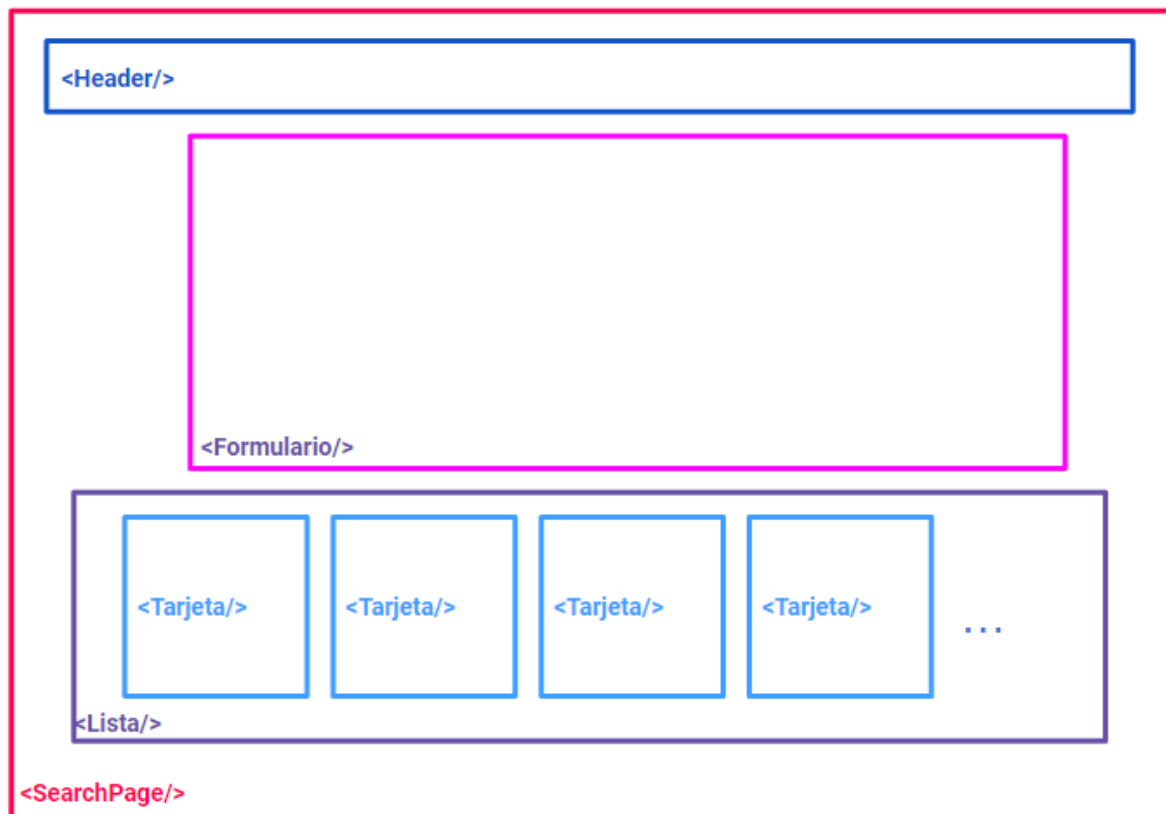 <Header/>
<Formulario/>
<Tarjeta/> <Tarjeta/> <Tarjeta/> <Tarjeta/> ...
<Lista/>
<SearchPage/>